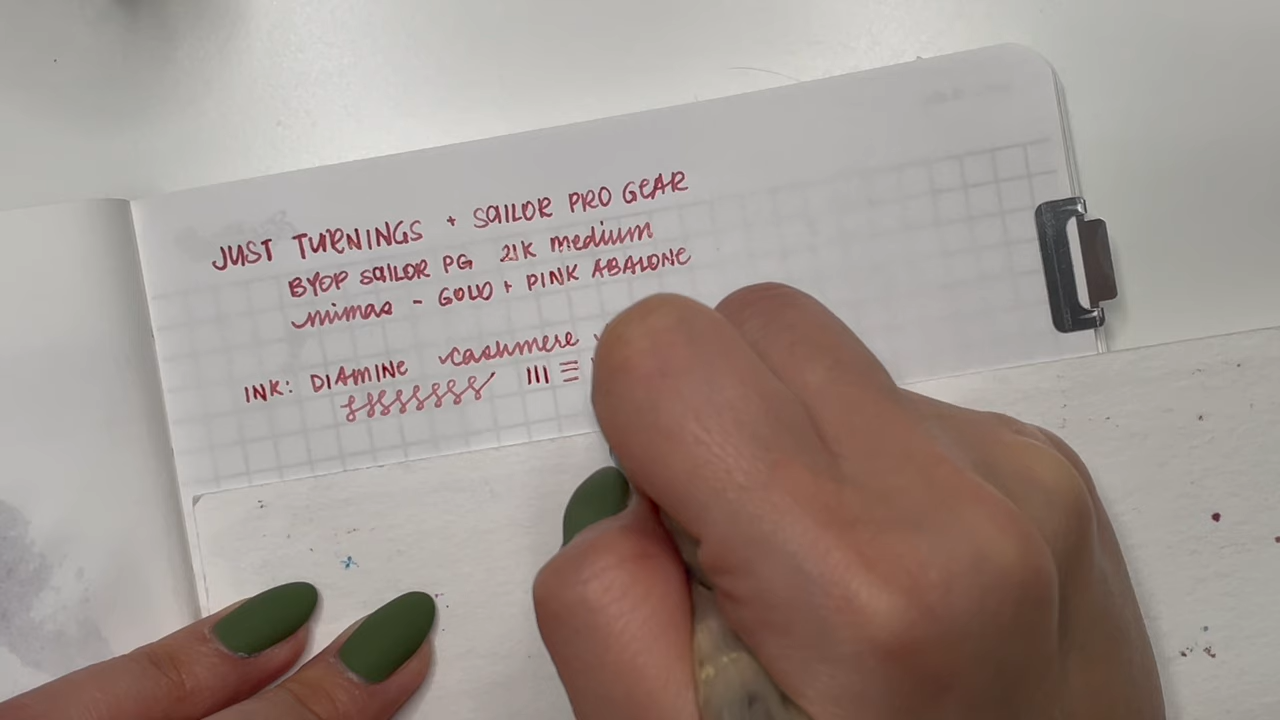 JUST TURNINGS + SAILOR PRO GEAR
BYOP SAILOR PG 21K medium
mimas - GOLD + PINK ABALONE
INK: DIAMINE cashmere